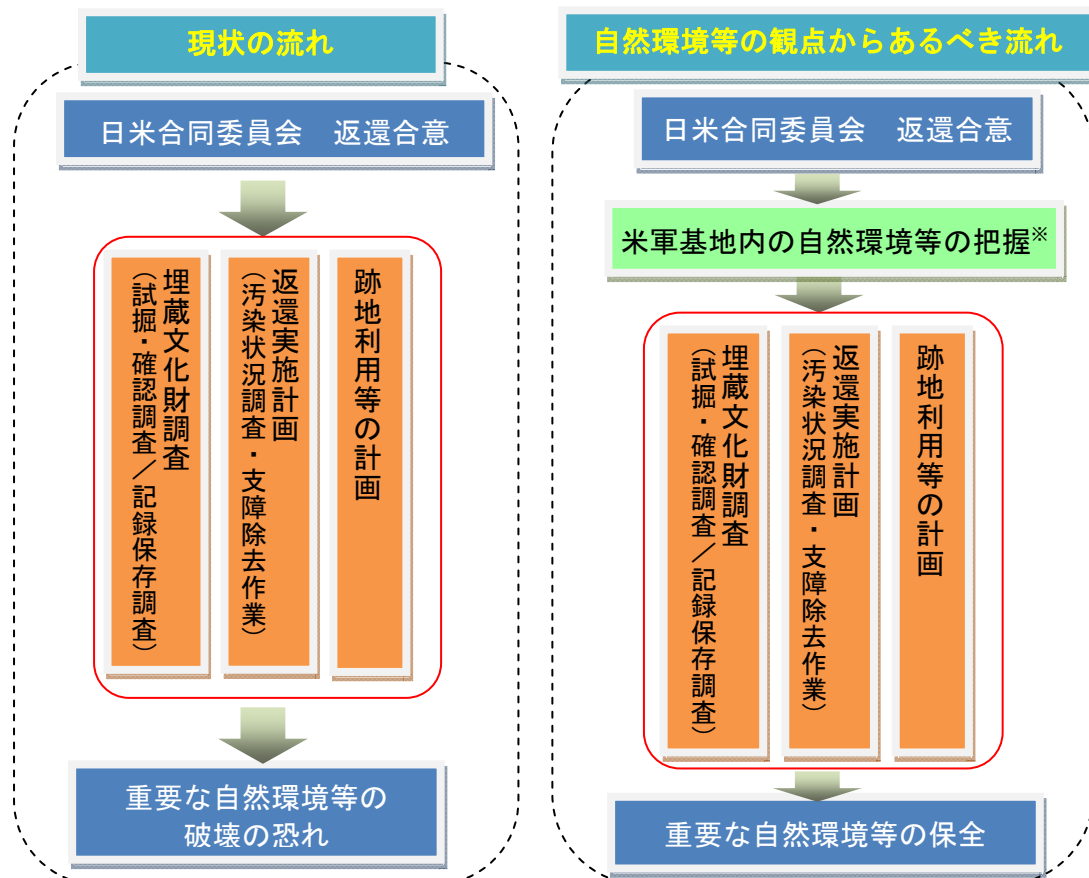 現状の流れ
日米合同委員会　返還合意
跡地利用等の計画
返還実施計画
（汚染状況調査・支障除去作業）
埋蔵文化財調査
（試掘・確認調査／記録保存調査）
重要な自然環境等の
破壊の恐れ
自然環境等の観点からあるべき流れ
日米合同委員会　返還合意
米軍基地内の自然環境等の把握※
跡地利用等の計画
返還実施計画
（汚染状況調査・支障除去作業）
埋蔵文化財調査
（試掘・確認調査／記録保存調査）
重要な自然環境等の保全